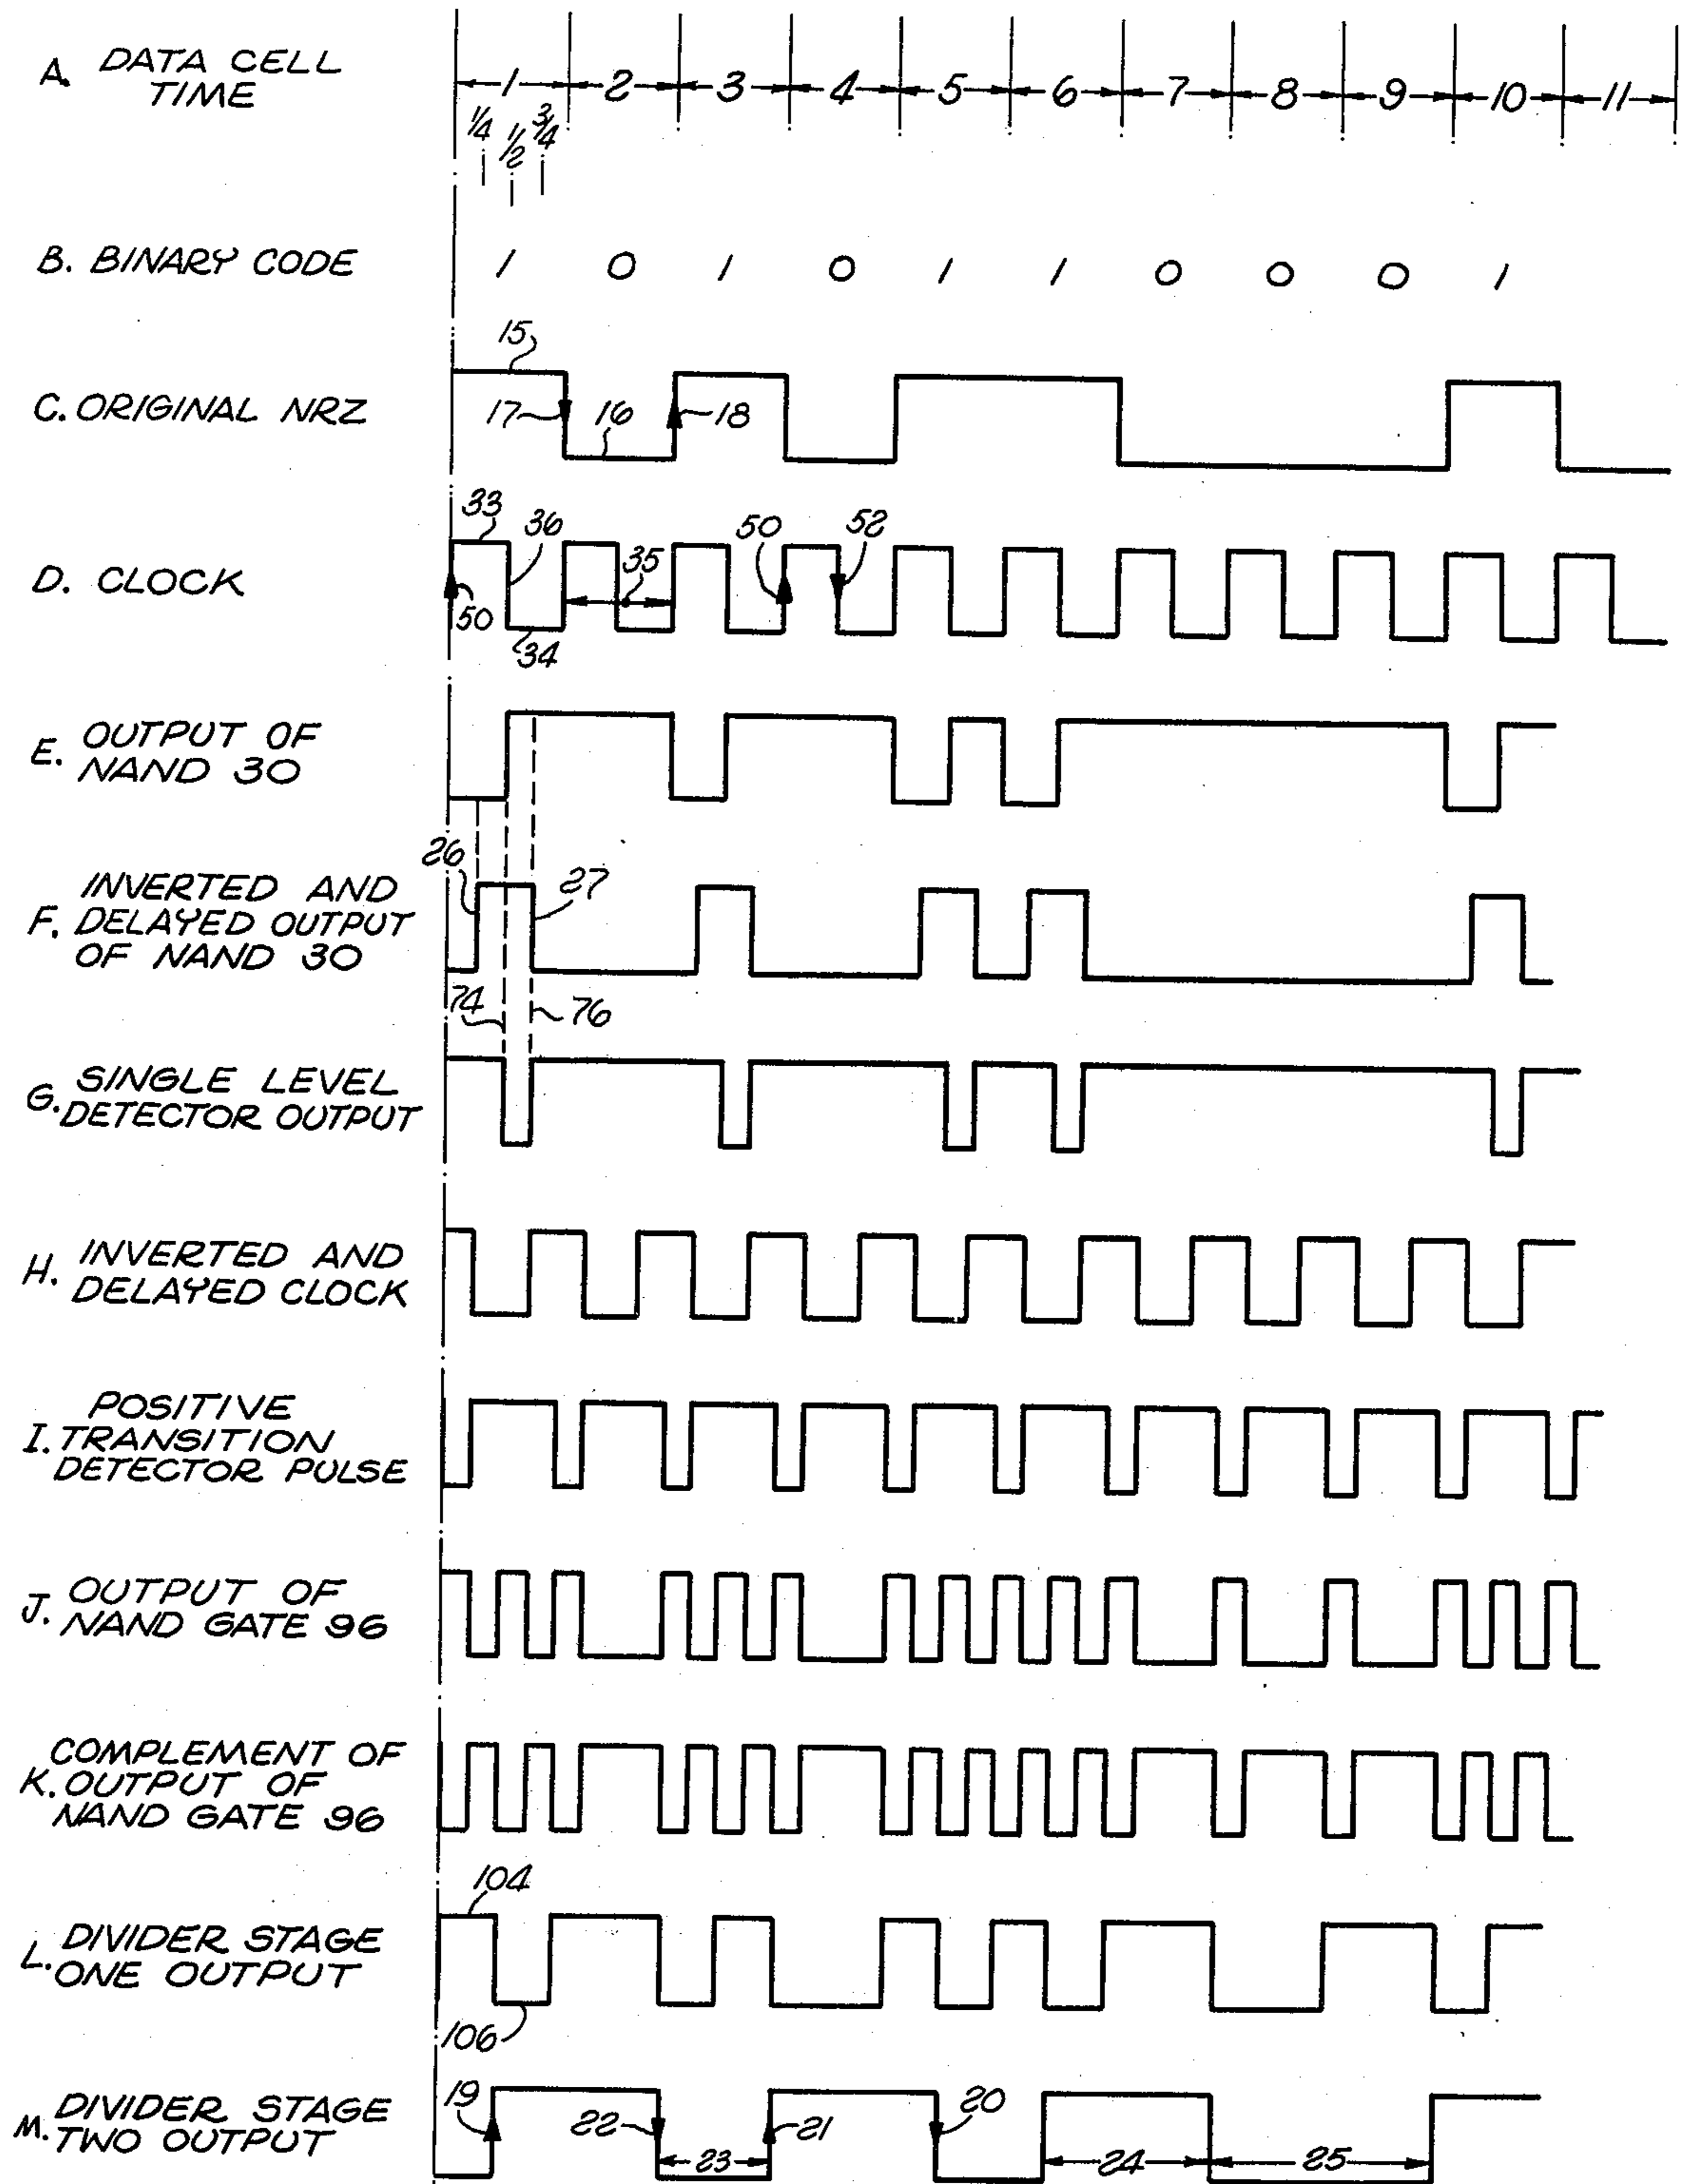 A. DATA CELL
TIME
1 2 3 4 5 6 7 8 9 10 11
1/4 1/2 3/4
B. BINARY CODE 1 0 1 0 1 1 0 0 0 1
15
C. ORIGINAL NRZ 17 16 18
33 36 50 52
D. CLOCK 35
50
34
E. OUTPUT OF
NAND 30
26
27
INVERTED AND
F. DELAYED OUTPUT
OF NAND 30
74 76
G. SINGLE LEVEL
DETECTOR OUTPUT
H. INVERTED AND
DELAYED CLOCK
POSITIVE
I. TRANSITION
DETECTOR PULSE
J. OUTPUT OF
NAND GATE 96
COMPLEMENT OF
K. OUTPUT OF
NAND GATE 96
104
L. DIVIDER STAGE
ONE OUTPUT
106
19 22 21 20
M. DIVIDER STAGE
TWO OUTPUT
23 24 25